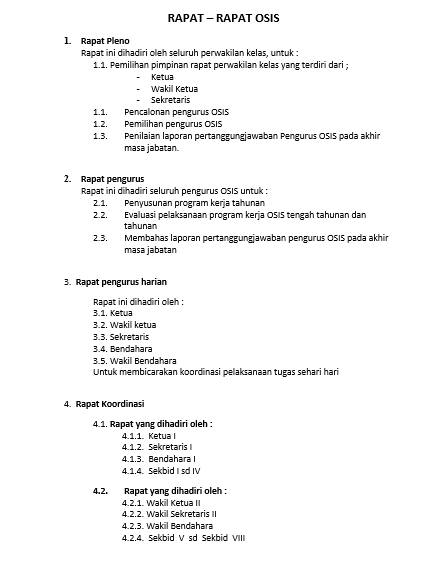 RAPAT – RAPAT OSIS
1. Rapat Pleno
Rapat ini dihadiri oleh seluruh perwakilan kelas, untuk :
1.1. Pemilihan pimpinan rapat perwakilan kelas yang terdiri dari ;
- Ketua
- Wakil Ketua
- Sekretaris
1.1. Pencalonan pengurus OSIS
1.2. Pemilihan pengurus OSIS
1.3. Penilaian laporan pertanggungjawaban Pengurus OSIS pada akhir
masa jabatan.
2. Rapat pengurus
Rapat ini dihadiri seluruh pengurus OSIS untuk :
2.1. Penyusunan program kerja tahunan
2.2. Evaluasi pelaksanaan program kerja OSIS tengah tahunan dan
tahunan
2.3. Membahas laporan pertanggungjawaban pengurus OSIS pada akhir
masa jabatan
3. Rapat pengurus harian
Rapat ini dihadiri oleh :
3.1. Ketua
3.2. Wakil ketua
3.3. Sekretaris
3.4. Bendahara
3.5. Wakil Bendahara
Untuk membicarakan koordinasi pelaksanaan tugas sehari hari
4. Rapat Koordinasi
4.1. Rapat yang dihadiri oleh :
4.1.1. Ketua I
4.1.2. Sekretaris I
4.1.3. Bendahara I
4.1.4. Sekbid I sd IV
4.2. Rapat yang dihadiri oleh :
4.2.1. Wakil Ketua II
4.2.2. Wakil Sekretaris II
4.2.3. Wakil Bendahara
4.2.4. Sekbid V sd Sekbid VIII